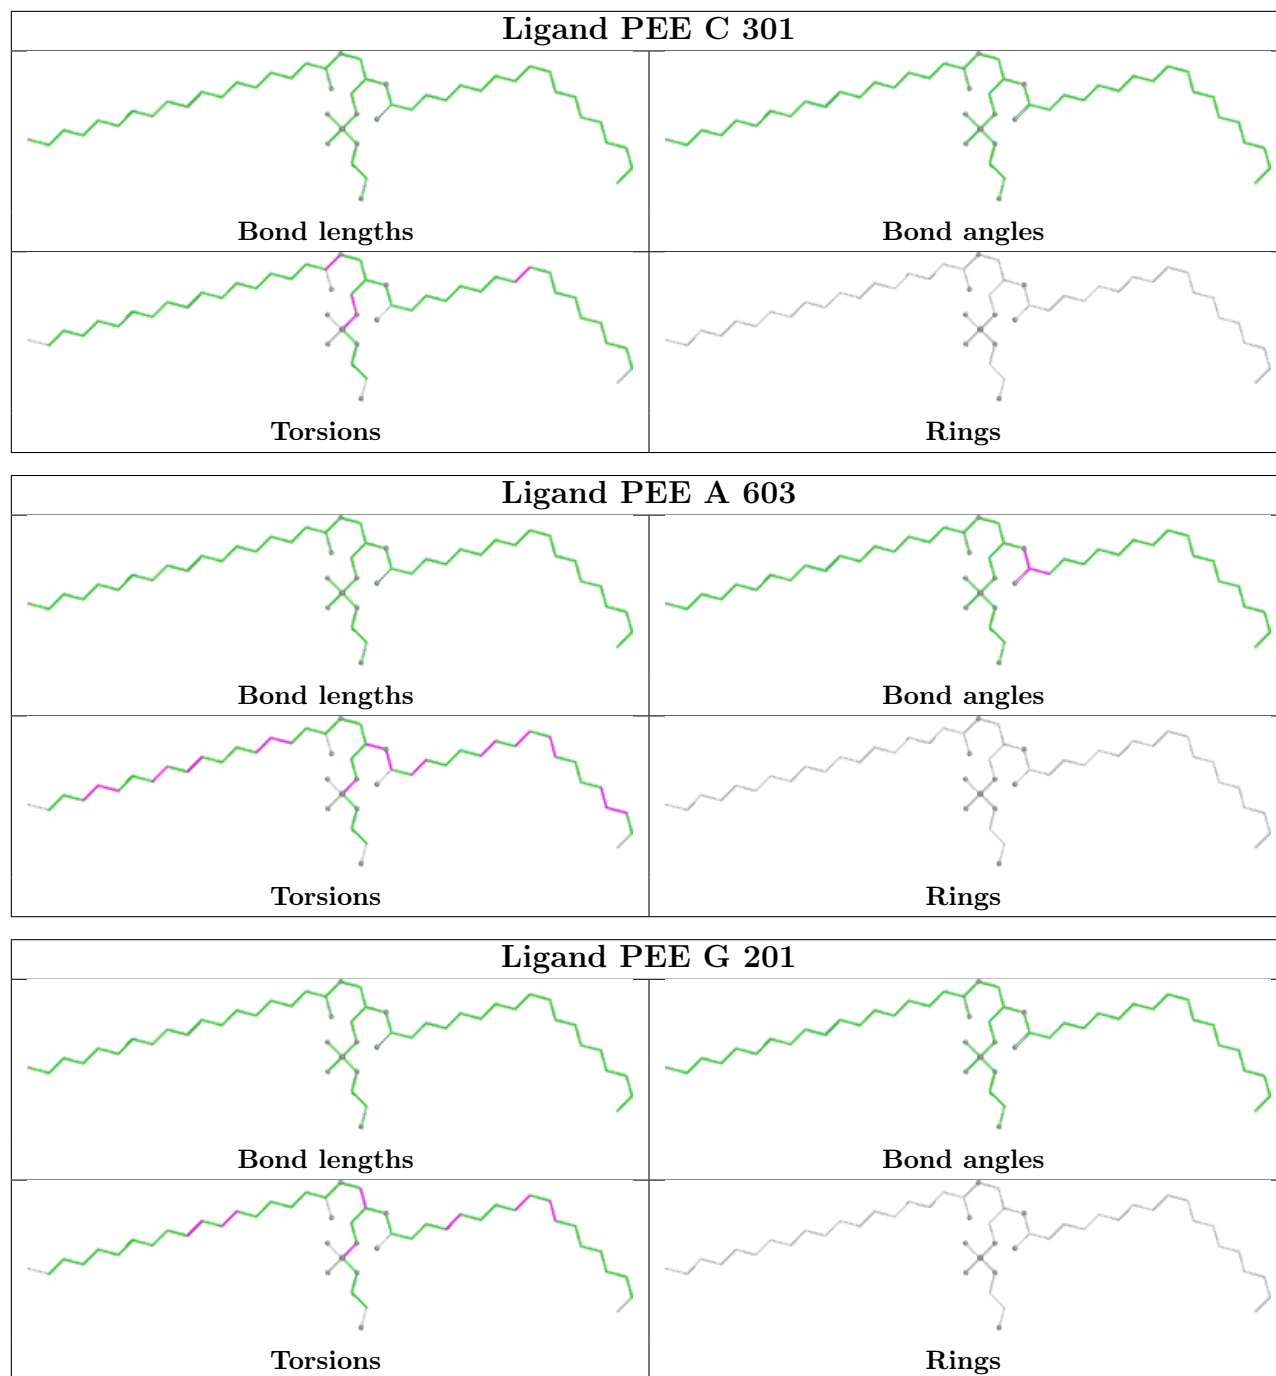 Ligand PEE C 301
Bond lengths
Bond angles
Torsions
Rings
Ligand PEE A 603
Bond lengths
Bond angles
Torsions
Rings
Ligand PEE G 201
Bond lengths
Bond angles
Torsions
Rings